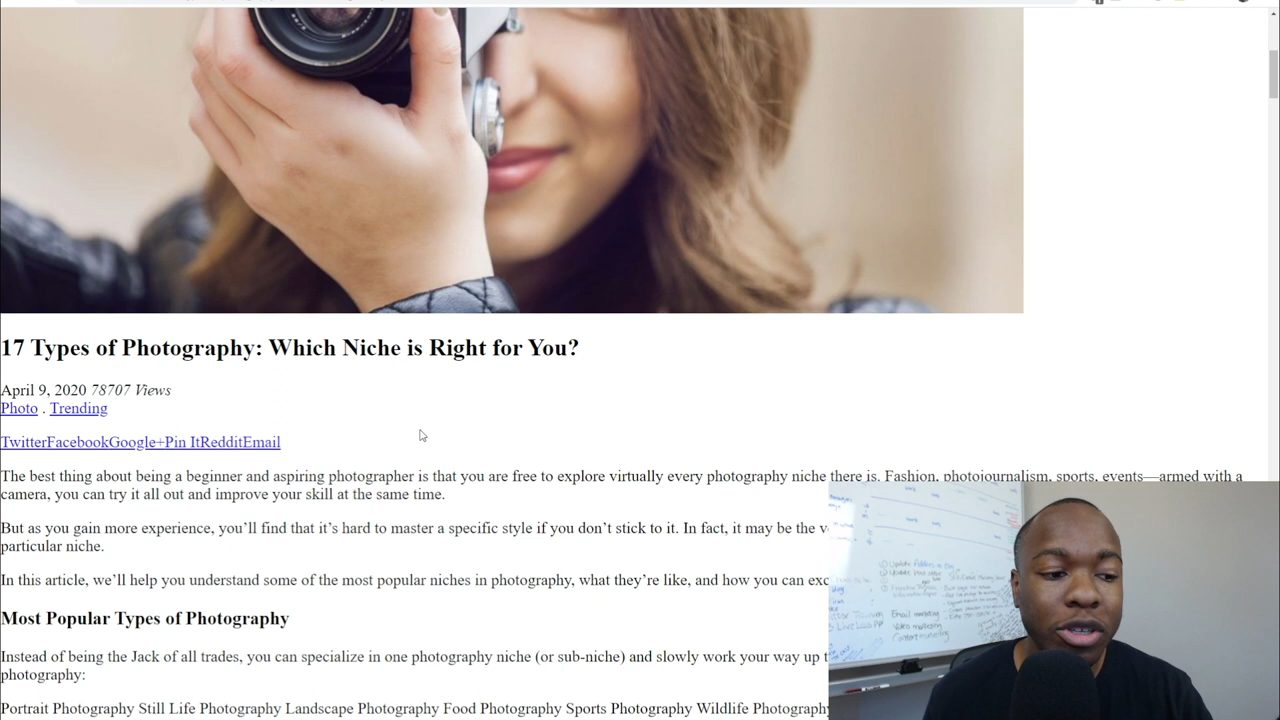 17 Types of Photography: Which Niche is Right for You?
April 9, 2020 78707 Views
Photo . Trending
TwitterFacebookGoogle+Pin ItRedditEmail
The best thing about being a beginner and aspiring photographer is that you are free to explore virtually every photography niche there is. Fashion, photojournalism, sports, events—armed with a
camera, you can try it all out and improve your skill at the same time.
But as you gain more experience, you'll find that it's hard to master a specific style if you don't stick to it. In fact, it may be the
particular niche.
In this article, we'll help you understand some of the most popular niches in photography, what they're like, and how you can
Most Popular Types of Photography
Instead of being the Jack of all trades, you can specialize in one photography niche (or sub-niche) and slowly work your way up
photography:
Portrait Photography Still Life Photography Landscape Photography Food Photography Sports Photography Wildlife Photography
Email marketing
Video marketing
Content marketing